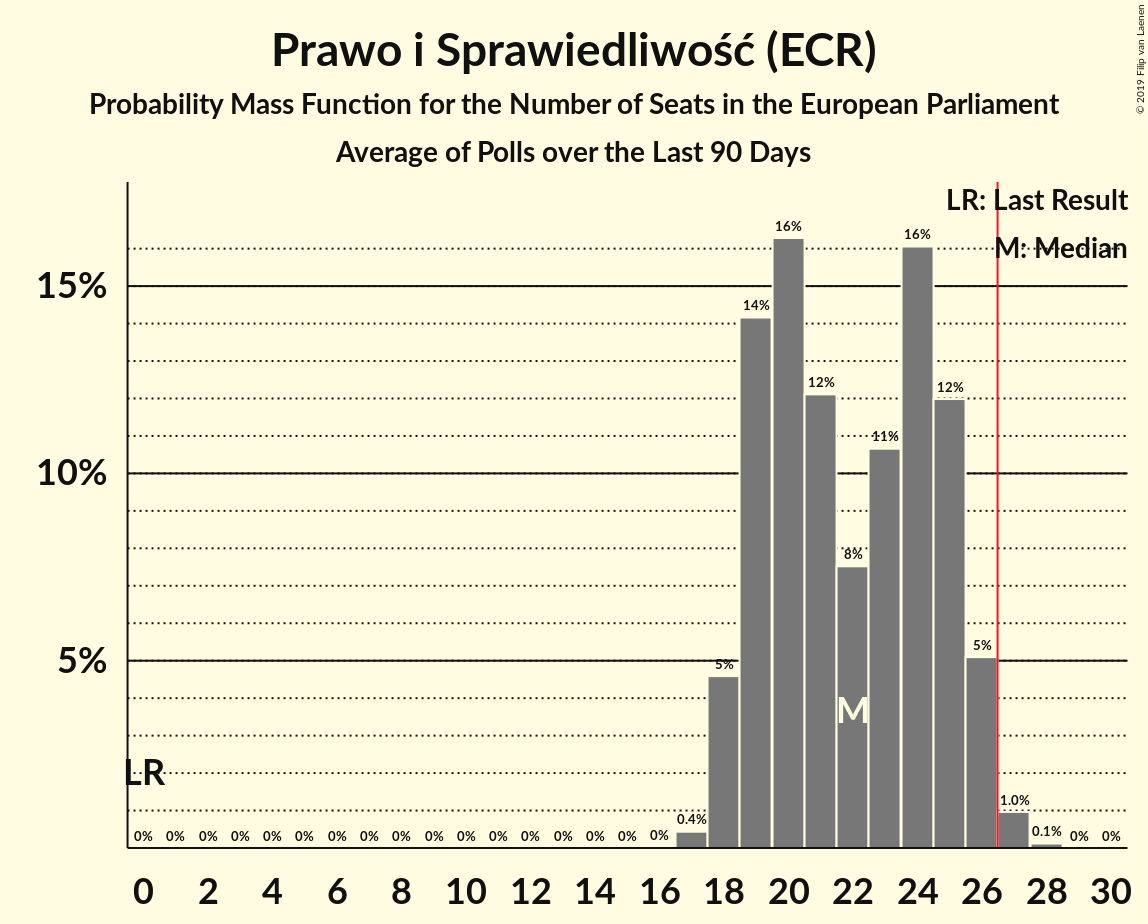 Prawo i Sprawiedliwość (ECR)
Probability Mass Function for the Number of Seats in the European Parliament
Average of Polls over the Last 90 Days
© 2019 Filip van Laenen
LR: Last Result
M: Median
15%
10%
5%
16%
16%
14%
12%
12%
11%
8%
5%
5%
M
LR
0% 0% 0% 0% 0% 0% 0% 0% 0% 0% 0% 0% 0% 0% 0% 0% 0% 0.4% 1.0% 0.1% 0% 0%
0 2 4 6 8 10 12 14 16 18 20 22 24 26 28 30